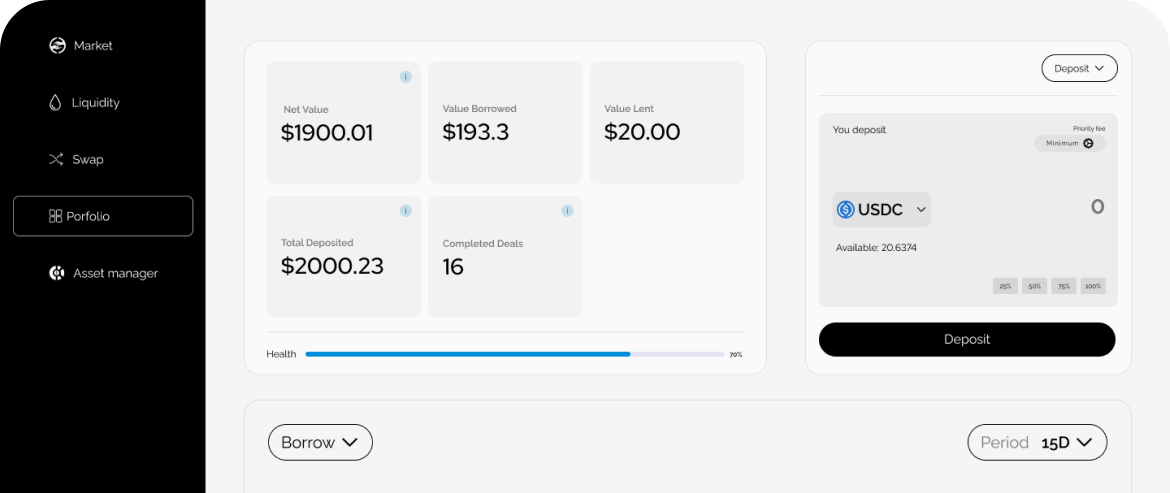 Market
Liquidity
Swap
Porfolio
Asset manager
Net Value
$1900.01
Value Borrowed
$193.3
Value Lent
$20.00
Total Deposited
$2000.23
Completed Deals
16
Health 70%
Deposit
You deposit
Priority fee
Minimum
USDC 0
Available: 20.6374
25% 50% 75% 100%
Deposit
Borrow
Period 15D